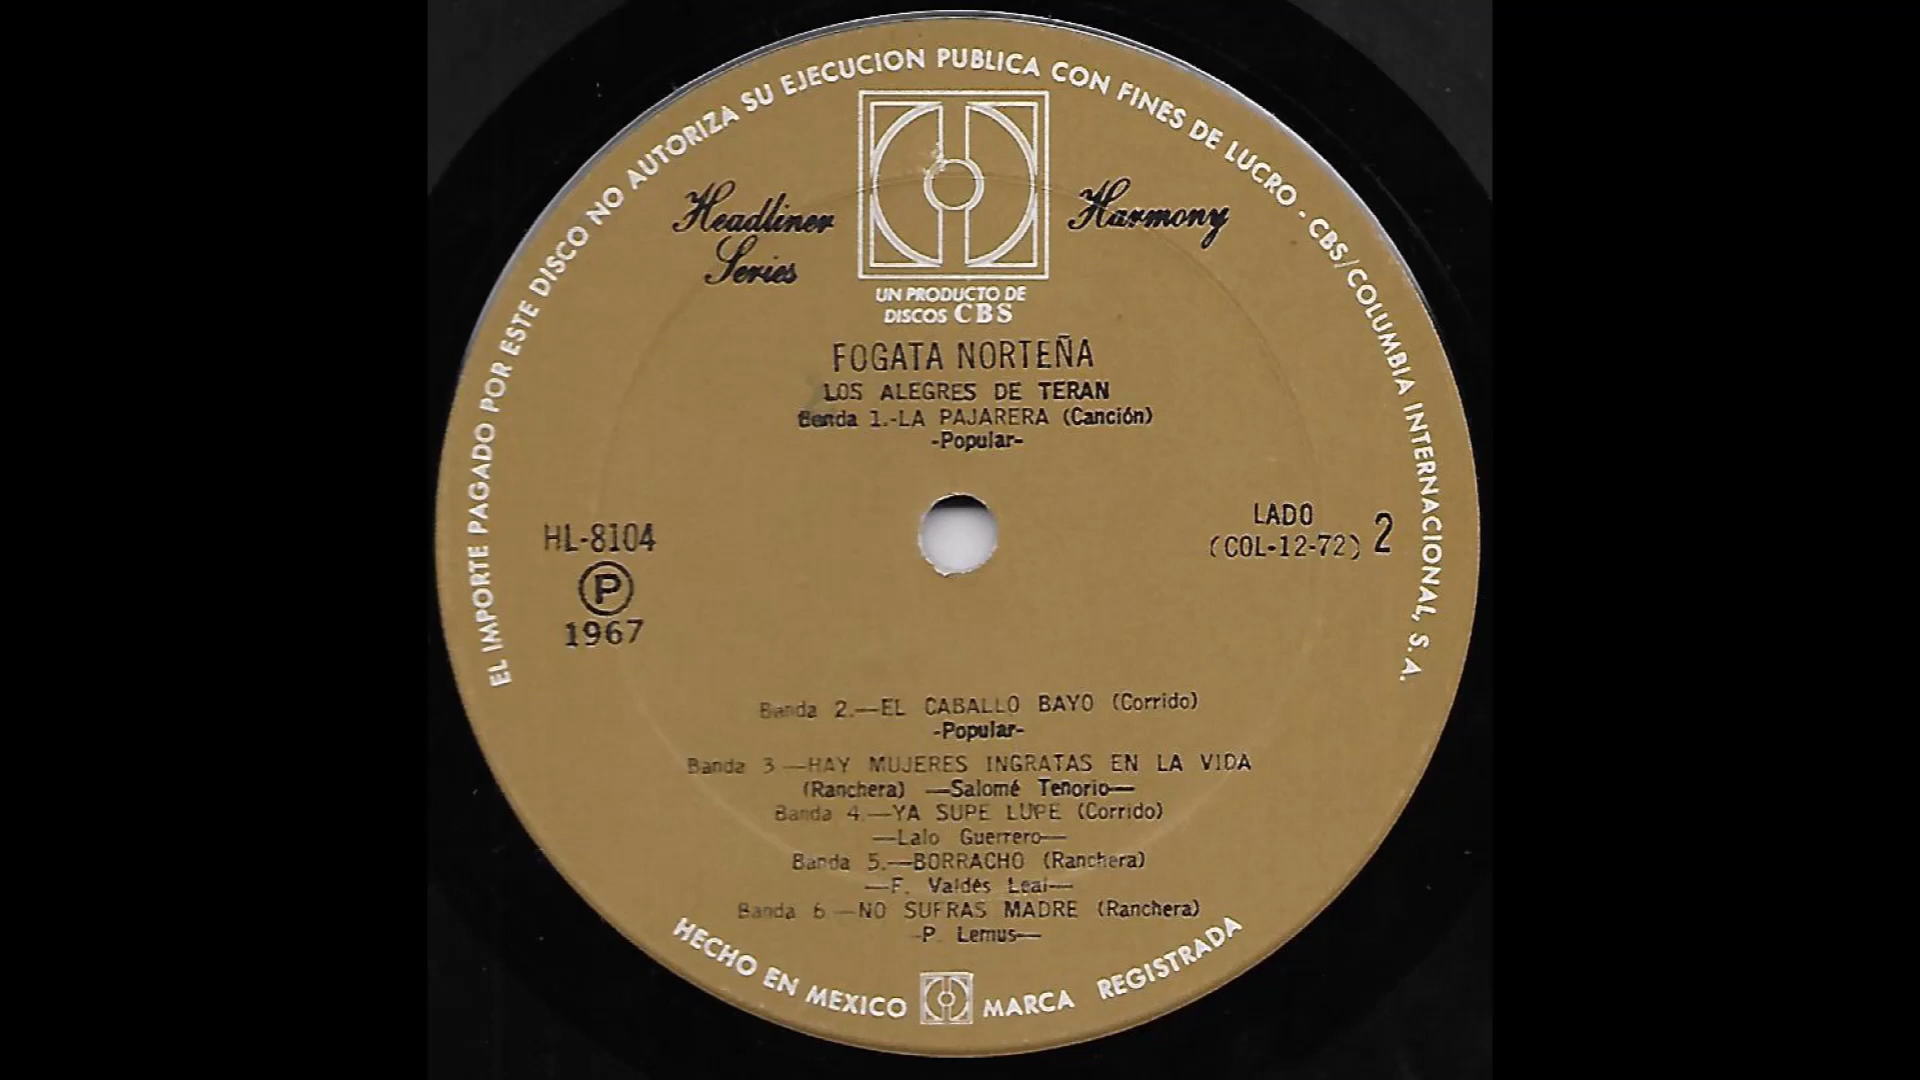 EL IMPORTE PAGADO POR ESTE DISCO NO AUTORIZA SU EJECUCION PUBLICA CON FINES DE LUCRO - CBS/COLUMBIA INTERNACIONAL, S.A.
Headliner
Series
Harmony
UN PRODUCTO DE
DISCOS CBS
FOGATA NORTEÑA
LOS ALEGRES DE TERAN
Banda 1.-LA PAJARERA (Canción)
-Popular-
HL-8104
Ⓟ
1967
LADO
(COL-12-72) 2
Banda 2.—EL CABALLO BAYO (Corrido)
-Popular-
Banda 3—HAY MUJERES INGRATAS EN LA VIDA
(Ranchera) —Salomé Tenorio—
Banda 4.—YA SUPE LUPE (Corrido)
—Lalo Guerrero—
Banda 5.—BORRACHO (Ranchera)
—F. Valdés Leal—
Banda 6—NO SUFRAS MADRE (Ranchera)
-P. Lemus—
HECHO EN MEXICO MARCA REGISTRADA